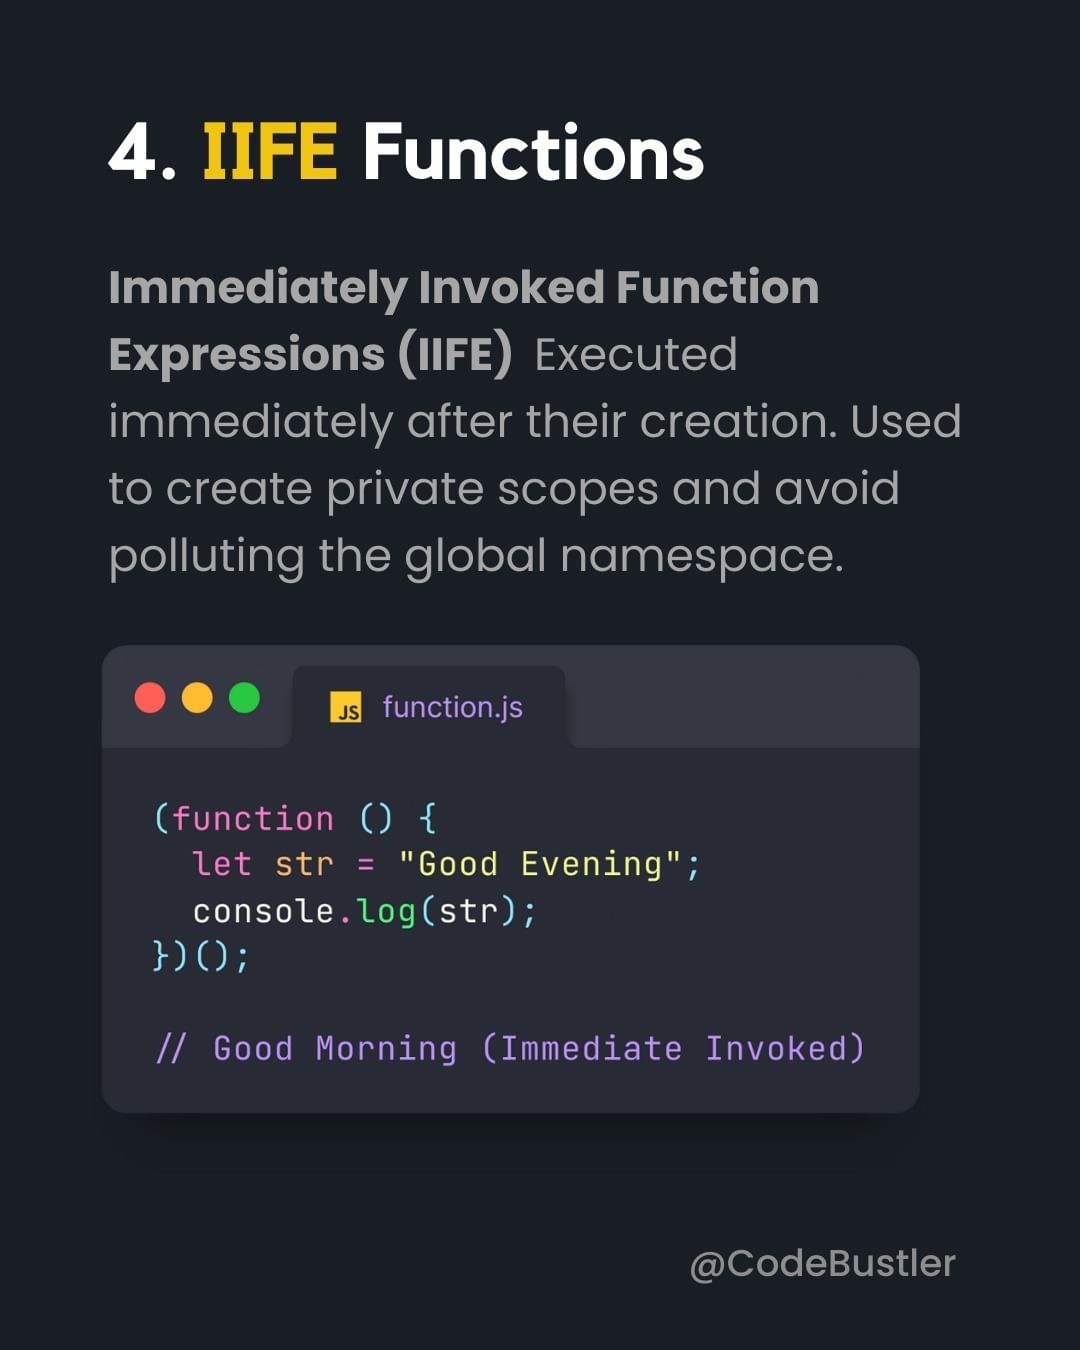 4. IIFE Functions
Immediately Invoked Function
Expressions (IIFE) Executed
immediately after their creation. Used
to create private scopes and avoid
polluting the global namespace.
JS function.js
(function () {
  let str = "Good Evening";
  console.log(str);
})();
// Good Morning (Immediate Invoked)
@CodeBustler